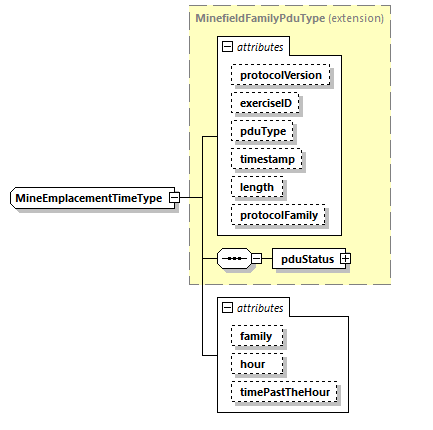 MinefieldFamilyPduType (extension)
attributes
protocolVersion
exerciseID
pduType
timestamp
length
protocolFamily
MineEmplacementTimeType
pduStatus
attributes
family
hour
timePastTheHour